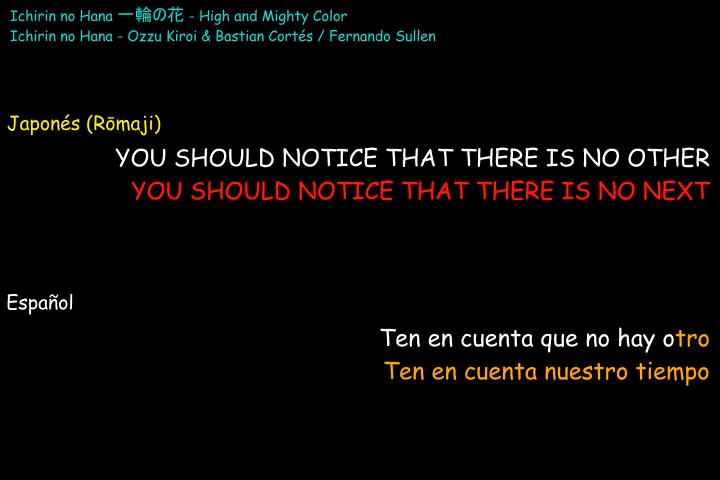 Ichirin no Hana 一輪の花 - High and Mighty Color
Ichirin no Hana - Ozzu Kiroi & Bastian Cortés / Fernando Sullen
Japonés (Rōmaji)
YOU SHOULD NOTICE THAT THERE IS NO OTHER
YOU SHOULD NOTICE THAT THERE IS NO NEXT
Español
Ten en cuenta que no hay otro
Ten en cuenta nuestro tiempo